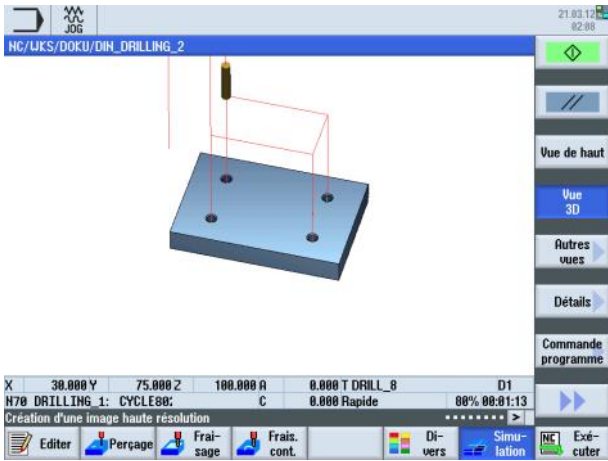 JOG
21.03.12
02:08
NC/WKS/DOKU/DIN_DRILLING_2
Vue de haut
Vue
3D
Autres
vues
Détails
Commande
programme
X 30.000 Y 75.000 Z 100.000 A 0.000 T DRILL_8 D1
N70 DRILLING_1: CYCLE82 C 0.000 Rapide 80% 00:01:13
Création d'une image haute résolution
Editer
Perçage
Frai-
sage
Frais.
cont.
Di-
vers
Simu-
lation
NC Exé-
cuter